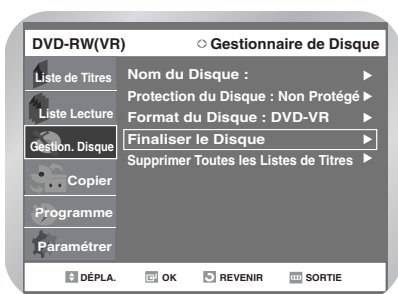 DVD-RW(VR)
Gestionnaire de Disque
Liste de Titres
Nom du Disque :
Protection du Disque : Non Protégé
Liste Lecture
Format du Disque : DVD-VR
Gestion. Disque
Finaliser le Disque
Supprimer Toutes les Listes de Titres
Copier
Programme
Paramétrer
DÉPLA. OK REVENIR SORTIE